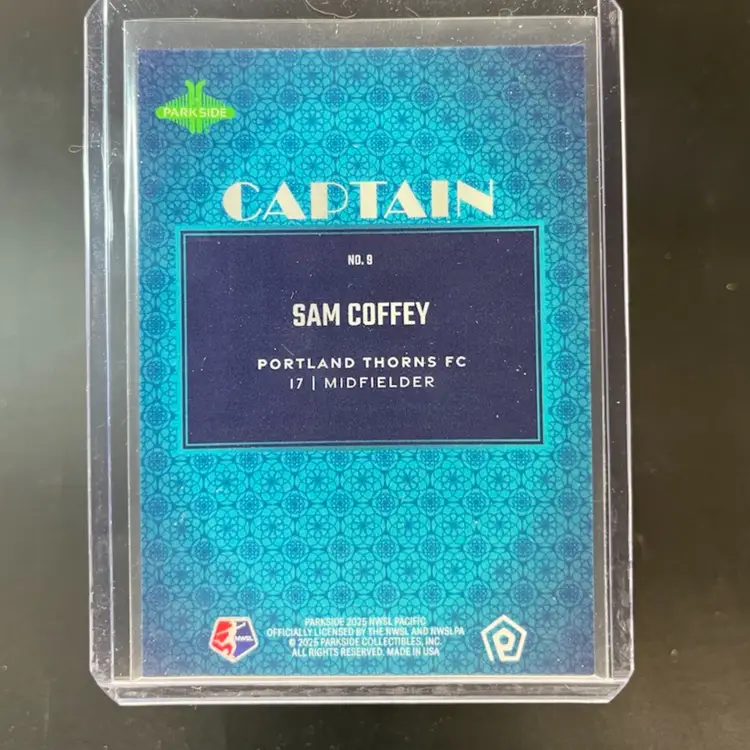 PARKSIDE
CAPTAIN
NO. 9
SAM COFFEY
PORTLAND THORNS FC
17 | MIDFIELDER
NWSL
PARKSIDE 2025 NWSL PACIFIC
OFFICIALLY LICENSED BY THE NWSL AND NWSLPA
© 2025 PARKSIDE COLLECTIBLES, INC.
ALL RIGHTS RESERVED. MADE IN USA